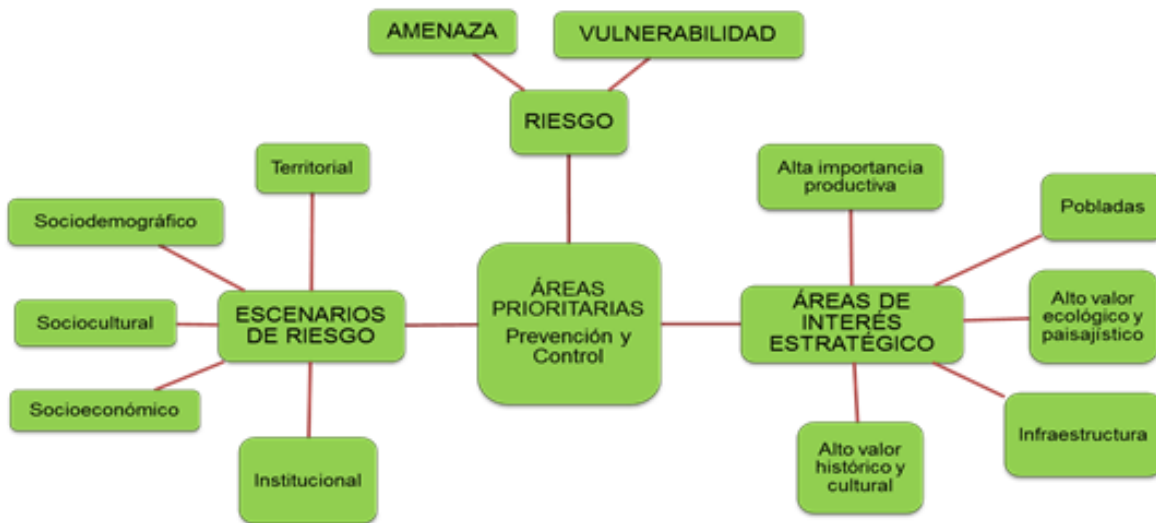 AMENAZA
VULNERABILIDAD
RIESGO
Territorial
Sociodemográfico
Sociocultural
Socioeconómico
Institucional
ESCENARIOS
DE RIESGO
ÁREAS
PRIORITARIAS
Prevención y
Control
Alta importancia
productiva
Pobladas
ÁREAS DE
INTERÉS
ESTRATÉGICO
Alto valor
ecológico y
paisajístico
Infraestructura
Alto valor
histórico y
cultural